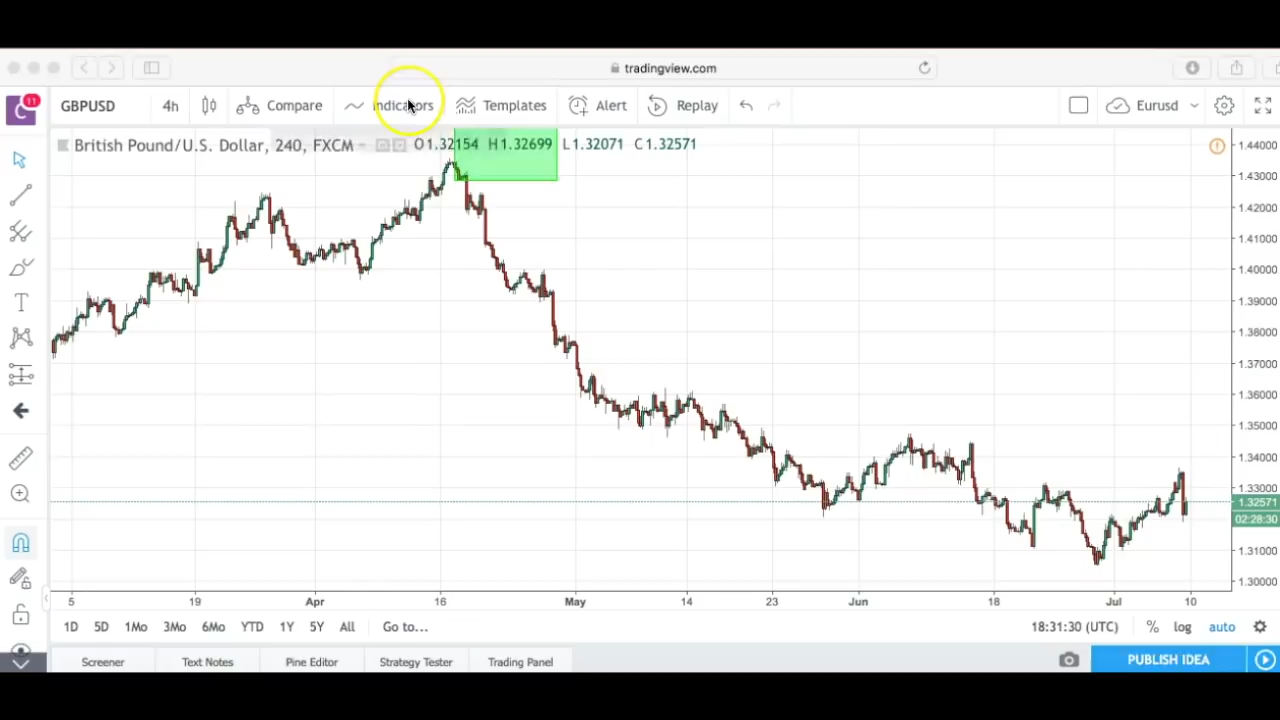 tradingview.com
C 11
GBPUSD 4h Compare Indicators Templates Alert Replay Eurusd
British Pound/U.S. Dollar, 240, FXCM O1.32154 H1.32699 L1.32071 C1.32571
1.44000
1.43000
1.42000
1.41000
1.40000
1.39000
1.38000
1.37000
1.36000
1.35000
1.34000
1.33000
1.32571
02:28:30
1.31000
1.30000
T
5 19 Apr 16 May 14 23 Jun 18 Jul 10
1D 5D 1Mo 3Mo 6Mo YTD 1Y 5Y All Go to... 18:31:30 (UTC) % log auto
Screener Text Notes Pine Editor Strategy Tester Trading Panel PUBLISH IDEA